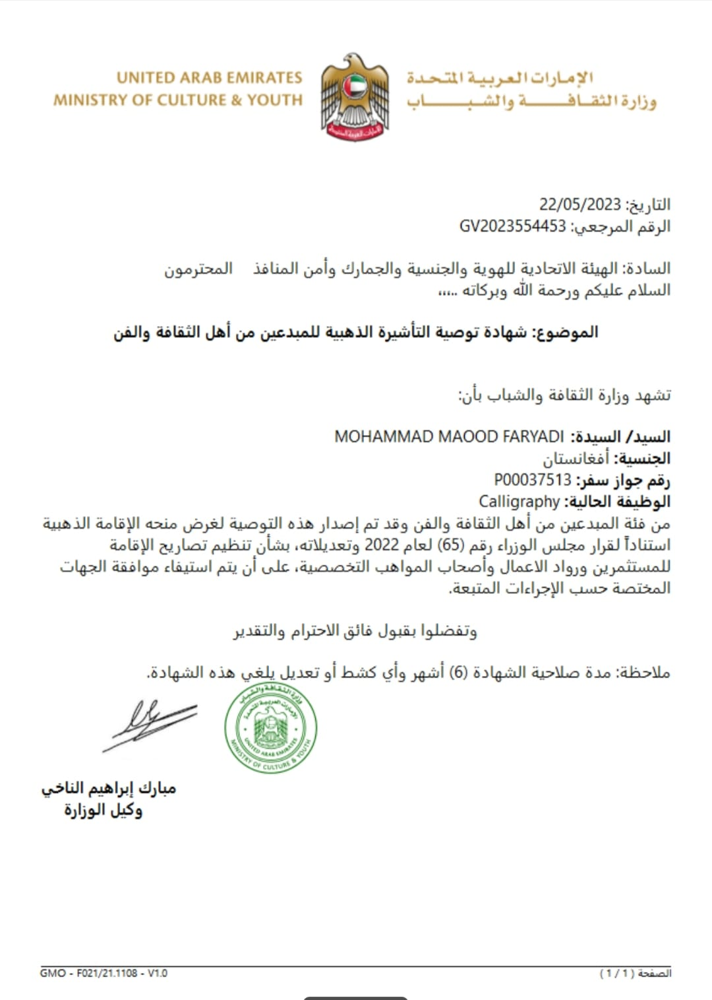 UNITED ARAB EMIRATES
MINISTRY OF CULTURE & YOUTH
الإمارات العربية المتحدة
وزارة الثقافة والشباب
التاريخ: 22/05/2023
الرقم المرجعي: GV2023554453
السادة: الهيئة الاتحادية للهوية والجنسية والجمارك وأمن المنافذ المحترمون
السلام عليكم ورحمة الله وبركاته ..،،،
الموضوع: شهادة توصية التأشيرة الذهبية للمبدعين من أهل الثقافة والفن
تشهد وزارة الثقافة والشباب بأن:
السيد/ السيدة: MOHAMMAD MAOOD FARYADI
الجنسية: أفغانستان
رقم جواز سفر: P00037513
الوظيفة الحالية: Calligraphy
من فئة المبدعين من أهل الثقافة والفن وقد تم إصدار هذه التوصية لغرض منحه الإقامة الذهبية
استناداً لقرار مجلس الوزراء رقم (65) لعام 2022 وتعديلاته، بشأن تنظيم تصاريح الإقامة
للمستثمرين ورواد الاعمال وأصحاب المواهب التخصصية، على أن يتم استيفاء موافقة الجهات
المختصة حسب الإجراءات المتبعة.
وتفضلوا بقبول فائق الاحترام والتقدير
ملاحظة: مدة صلاحية الشهادة (6) أشهر وأي كشط أو تعديل يلغي هذه الشهادة.
وزارة الثقافة والشباب
الإمارات العربية المتحدة
UNITED ARAB EMIRATES
MINISTRY OF CULTURE & YOUTH
مبارك إبراهيم الناخي
وكيل الوزارة
GMO - F021/21.1108 - V1.0
الصفحة ( 1 / 1 )